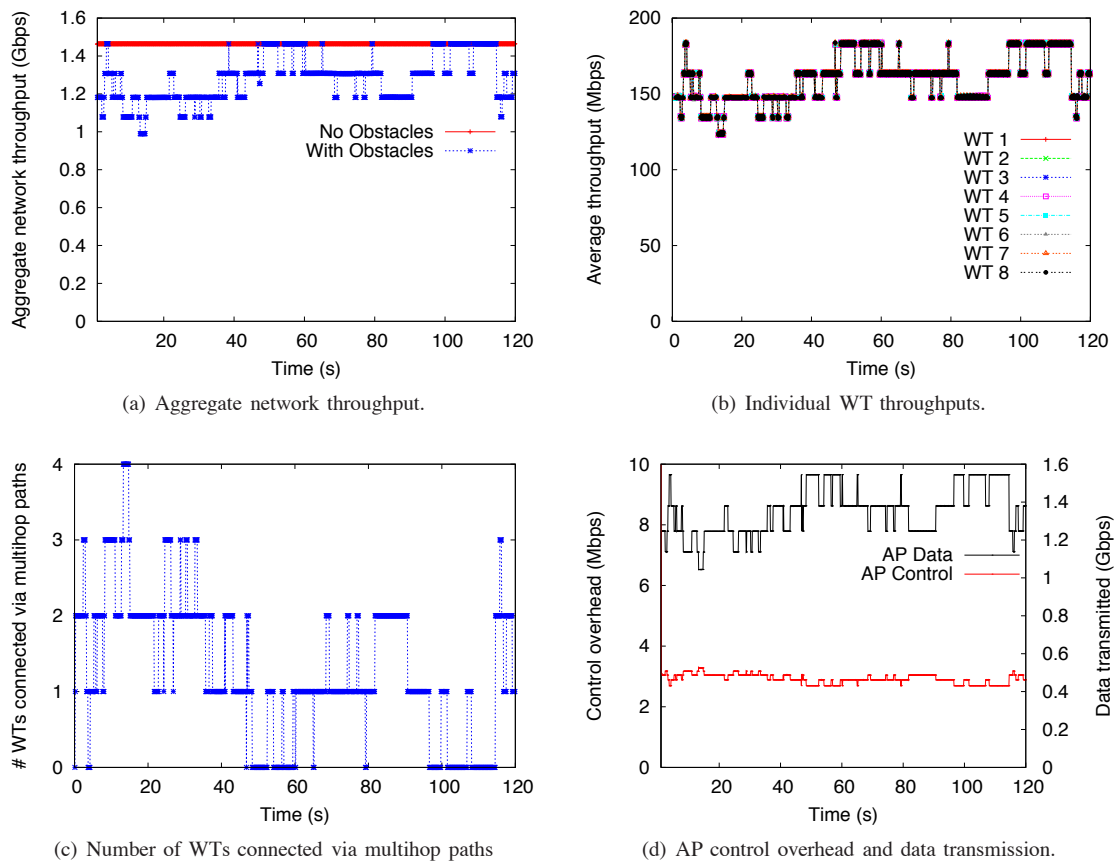 Aggregate network throughput (Gbps)
1.6
1.4
1.2
1
0.8
0.6
0.4
0.2
0
No Obstacles
With Obstacles
20
40
60
80
100
120
Time (s)
(a) Aggregate network throughput.
Average throughput (Mbps)
200
150
100
50
0
WT 1
WT 2
WT 3
WT 4
WT 5
WT 6
WT 7
WT 8
0
20
40
60
80
100
120
Time (s)
(b) Individual WT throughputs.
# WTs connected via multihop paths
4
3
2
1
0
0
20
40
60
80
100
120
Time (s)
(c) Number of WTs connected via multihop paths
Control overhead (Mbps)
10
8
6
4
2
0
AP Data
AP Control
1.6
1.4
1.2
1
0.8
0.6
0.4
0.2
0
Data transmitted (Gbps)
20
40
60
80
100
120
Time (s)
(d) AP control overhead and data transmission.